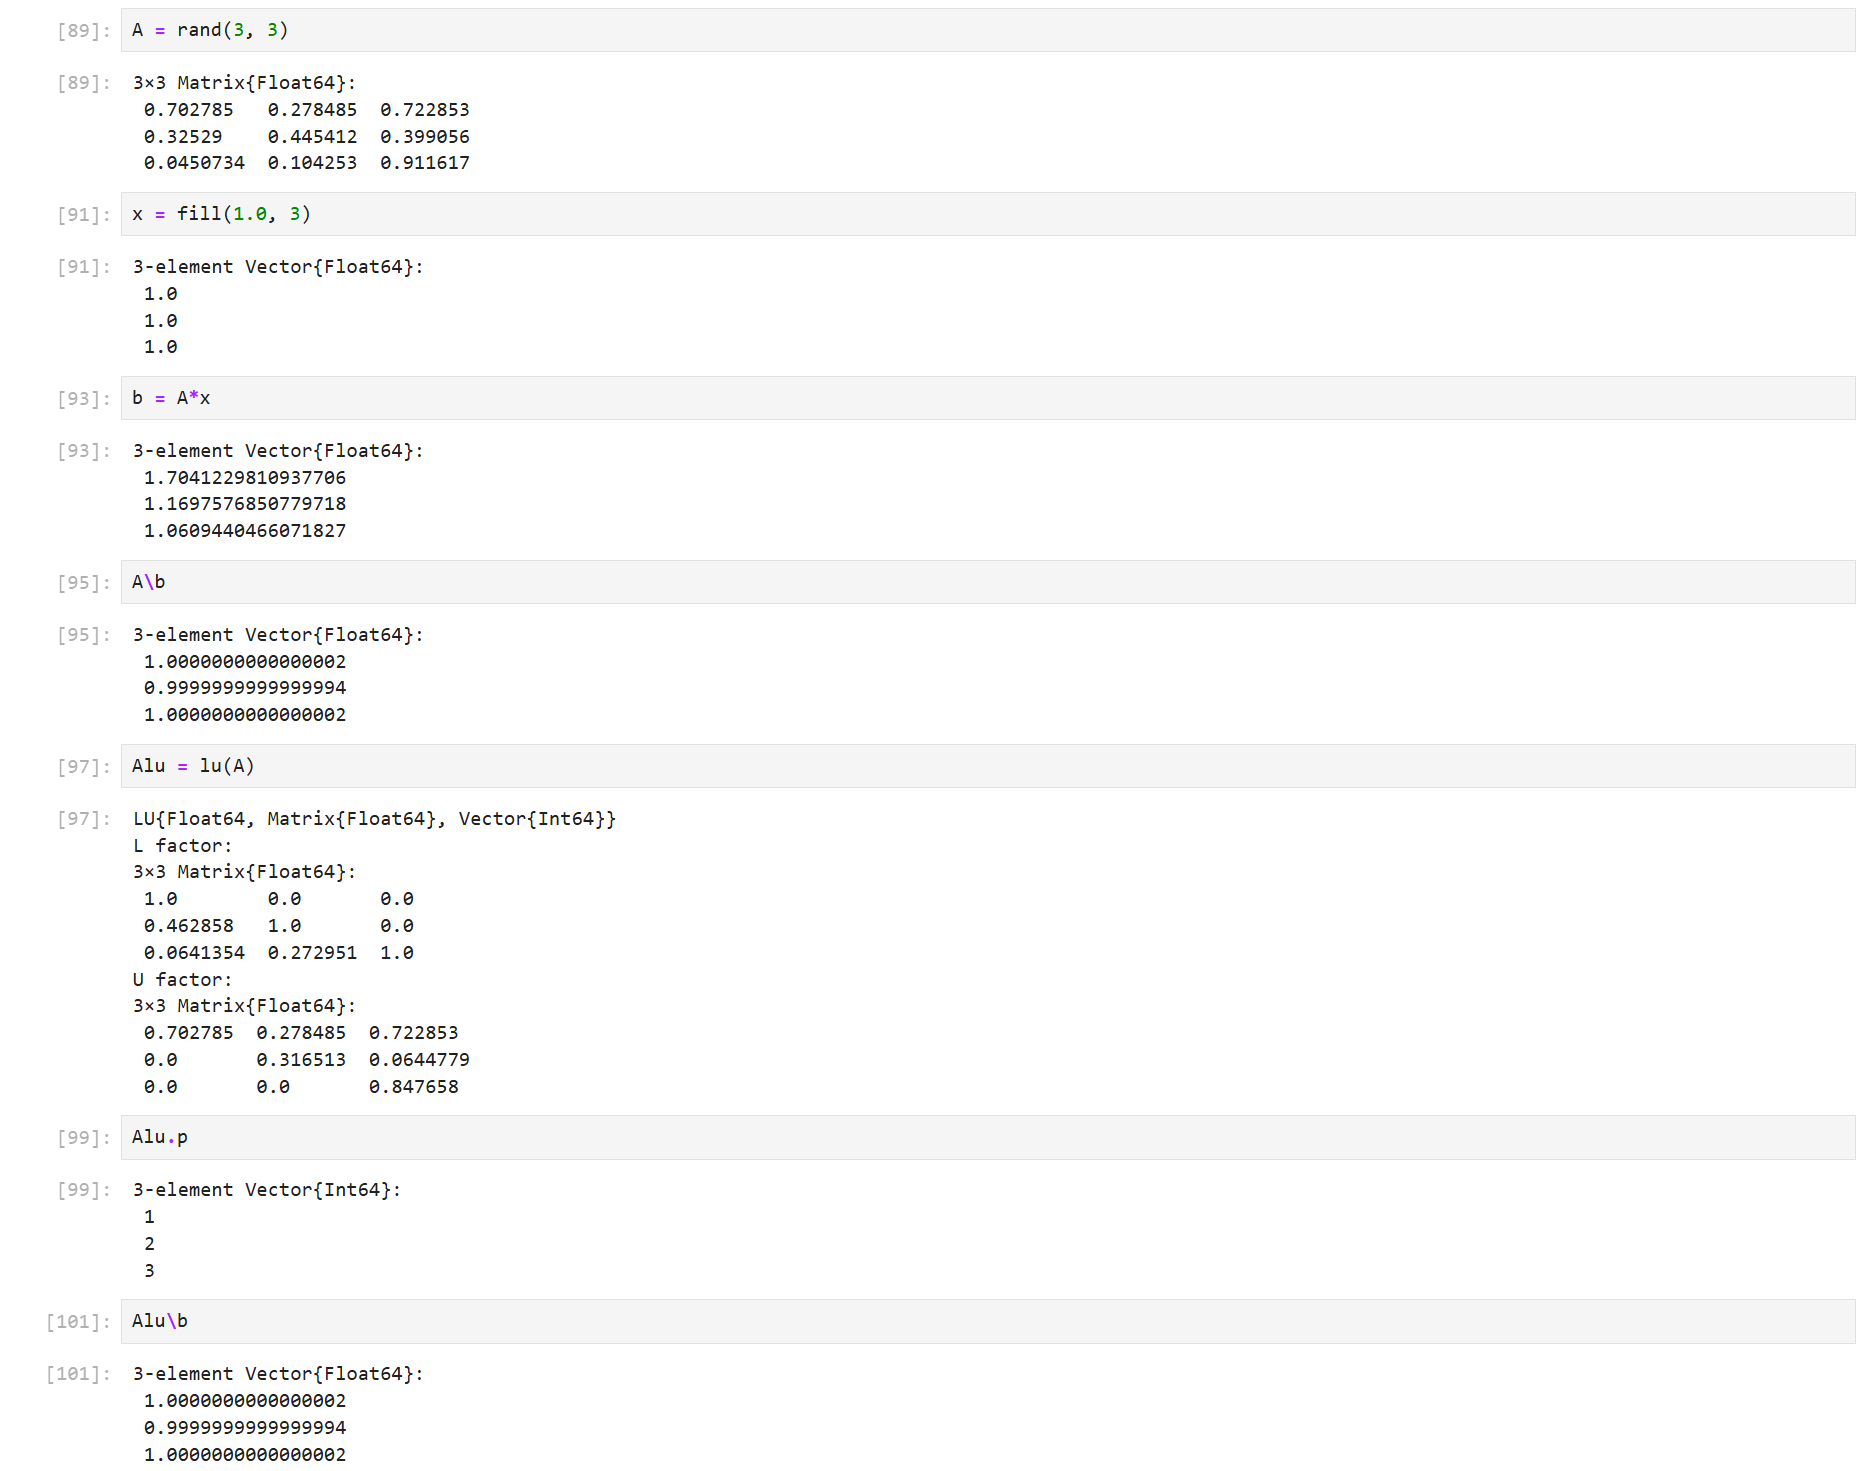 [89]: A = rand(3, 3)
[89]: 3×3 Matrix{Float64}:
0.702785 0.278485 0.722853
0.32529 0.445412 0.399056
0.0450734 0.104253 0.911617
[91]: x = fill(1.0, 3)
[91]: 3-element Vector{Float64}:
1.0
1.0
1.0
[93]: b = A*x
[93]: 3-element Vector{Float64}:
1.7041229810937706
1.1697576850779718
1.0609440466071827
[95]: A\b
[95]: 3-element Vector{Float64}:
1.0000000000000002
0.9999999999999994
1.0000000000000002
[97]: Alu = lu(A)
[97]: LU{Float64, Matrix{Float64}, Vector{Int64}}
L factor:
3×3 Matrix{Float64}:
1.0 0.0 0.0
0.462858 1.0 0.0
0.0641354 0.272951 1.0
U factor:
3×3 Matrix{Float64}:
0.702785 0.278485 0.722853
0.0 0.316513 0.0644779
0.0 0.0 0.847658
[99]: Alu.p
[99]: 3-element Vector{Int64}:
1
2
3
[101]: Alu\b
[101]: 3-element Vector{Float64}:
1.0000000000000002
0.9999999999999994
1.0000000000000002